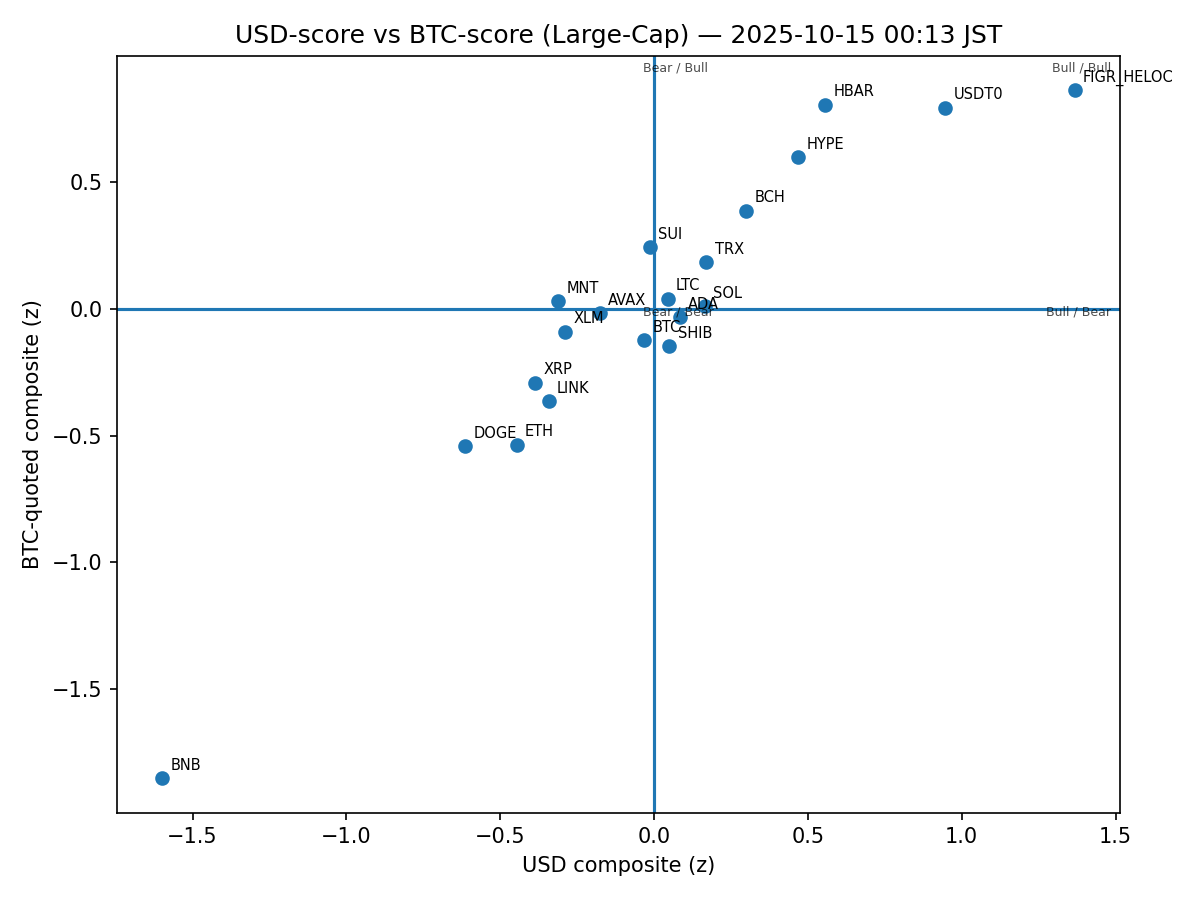 USD-score vs BTC-score (Large-Cap) — 2025-10-15 00:13 JST
Bear / Bull
Bull / Bull
FIGR_HELOC
HBAR
USDT0
HYPE
BCH
SUI
TRX
MNT
LTC
SOL
AVAX
ADA
Bear / Bear
Bull / Bear
XLM
BTC
SHIB
XRP
LINK
DOGE
ETH
BNB
0.5
0.0
−0.5
−1.0
−1.5
BTC-quoted composite (z)
−1.5
−1.0
−0.5
0.0
0.5
1.0
1.5
USD composite (z)